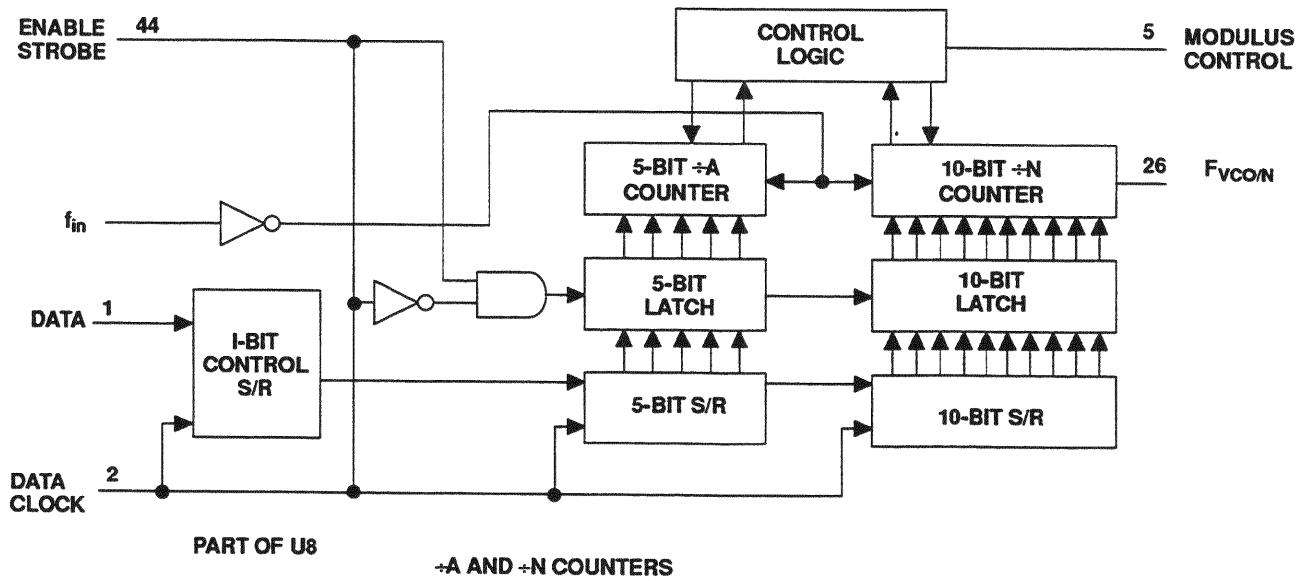 ENABLE
STROBE
44
CONTROL
LOGIC
5
MODULUS
CONTROL
5-BIT ÷A
COUNTER
10-BIT ÷N
COUNTER
26
FVCO/N
fin
5-BIT
LATCH
10-BIT
LATCH
DATA
1
I-BIT
CONTROL
S/R
5-BIT S/R
10-BIT S/R
DATA
CLOCK
2
PART OF U8
÷A AND ÷N COUNTERS